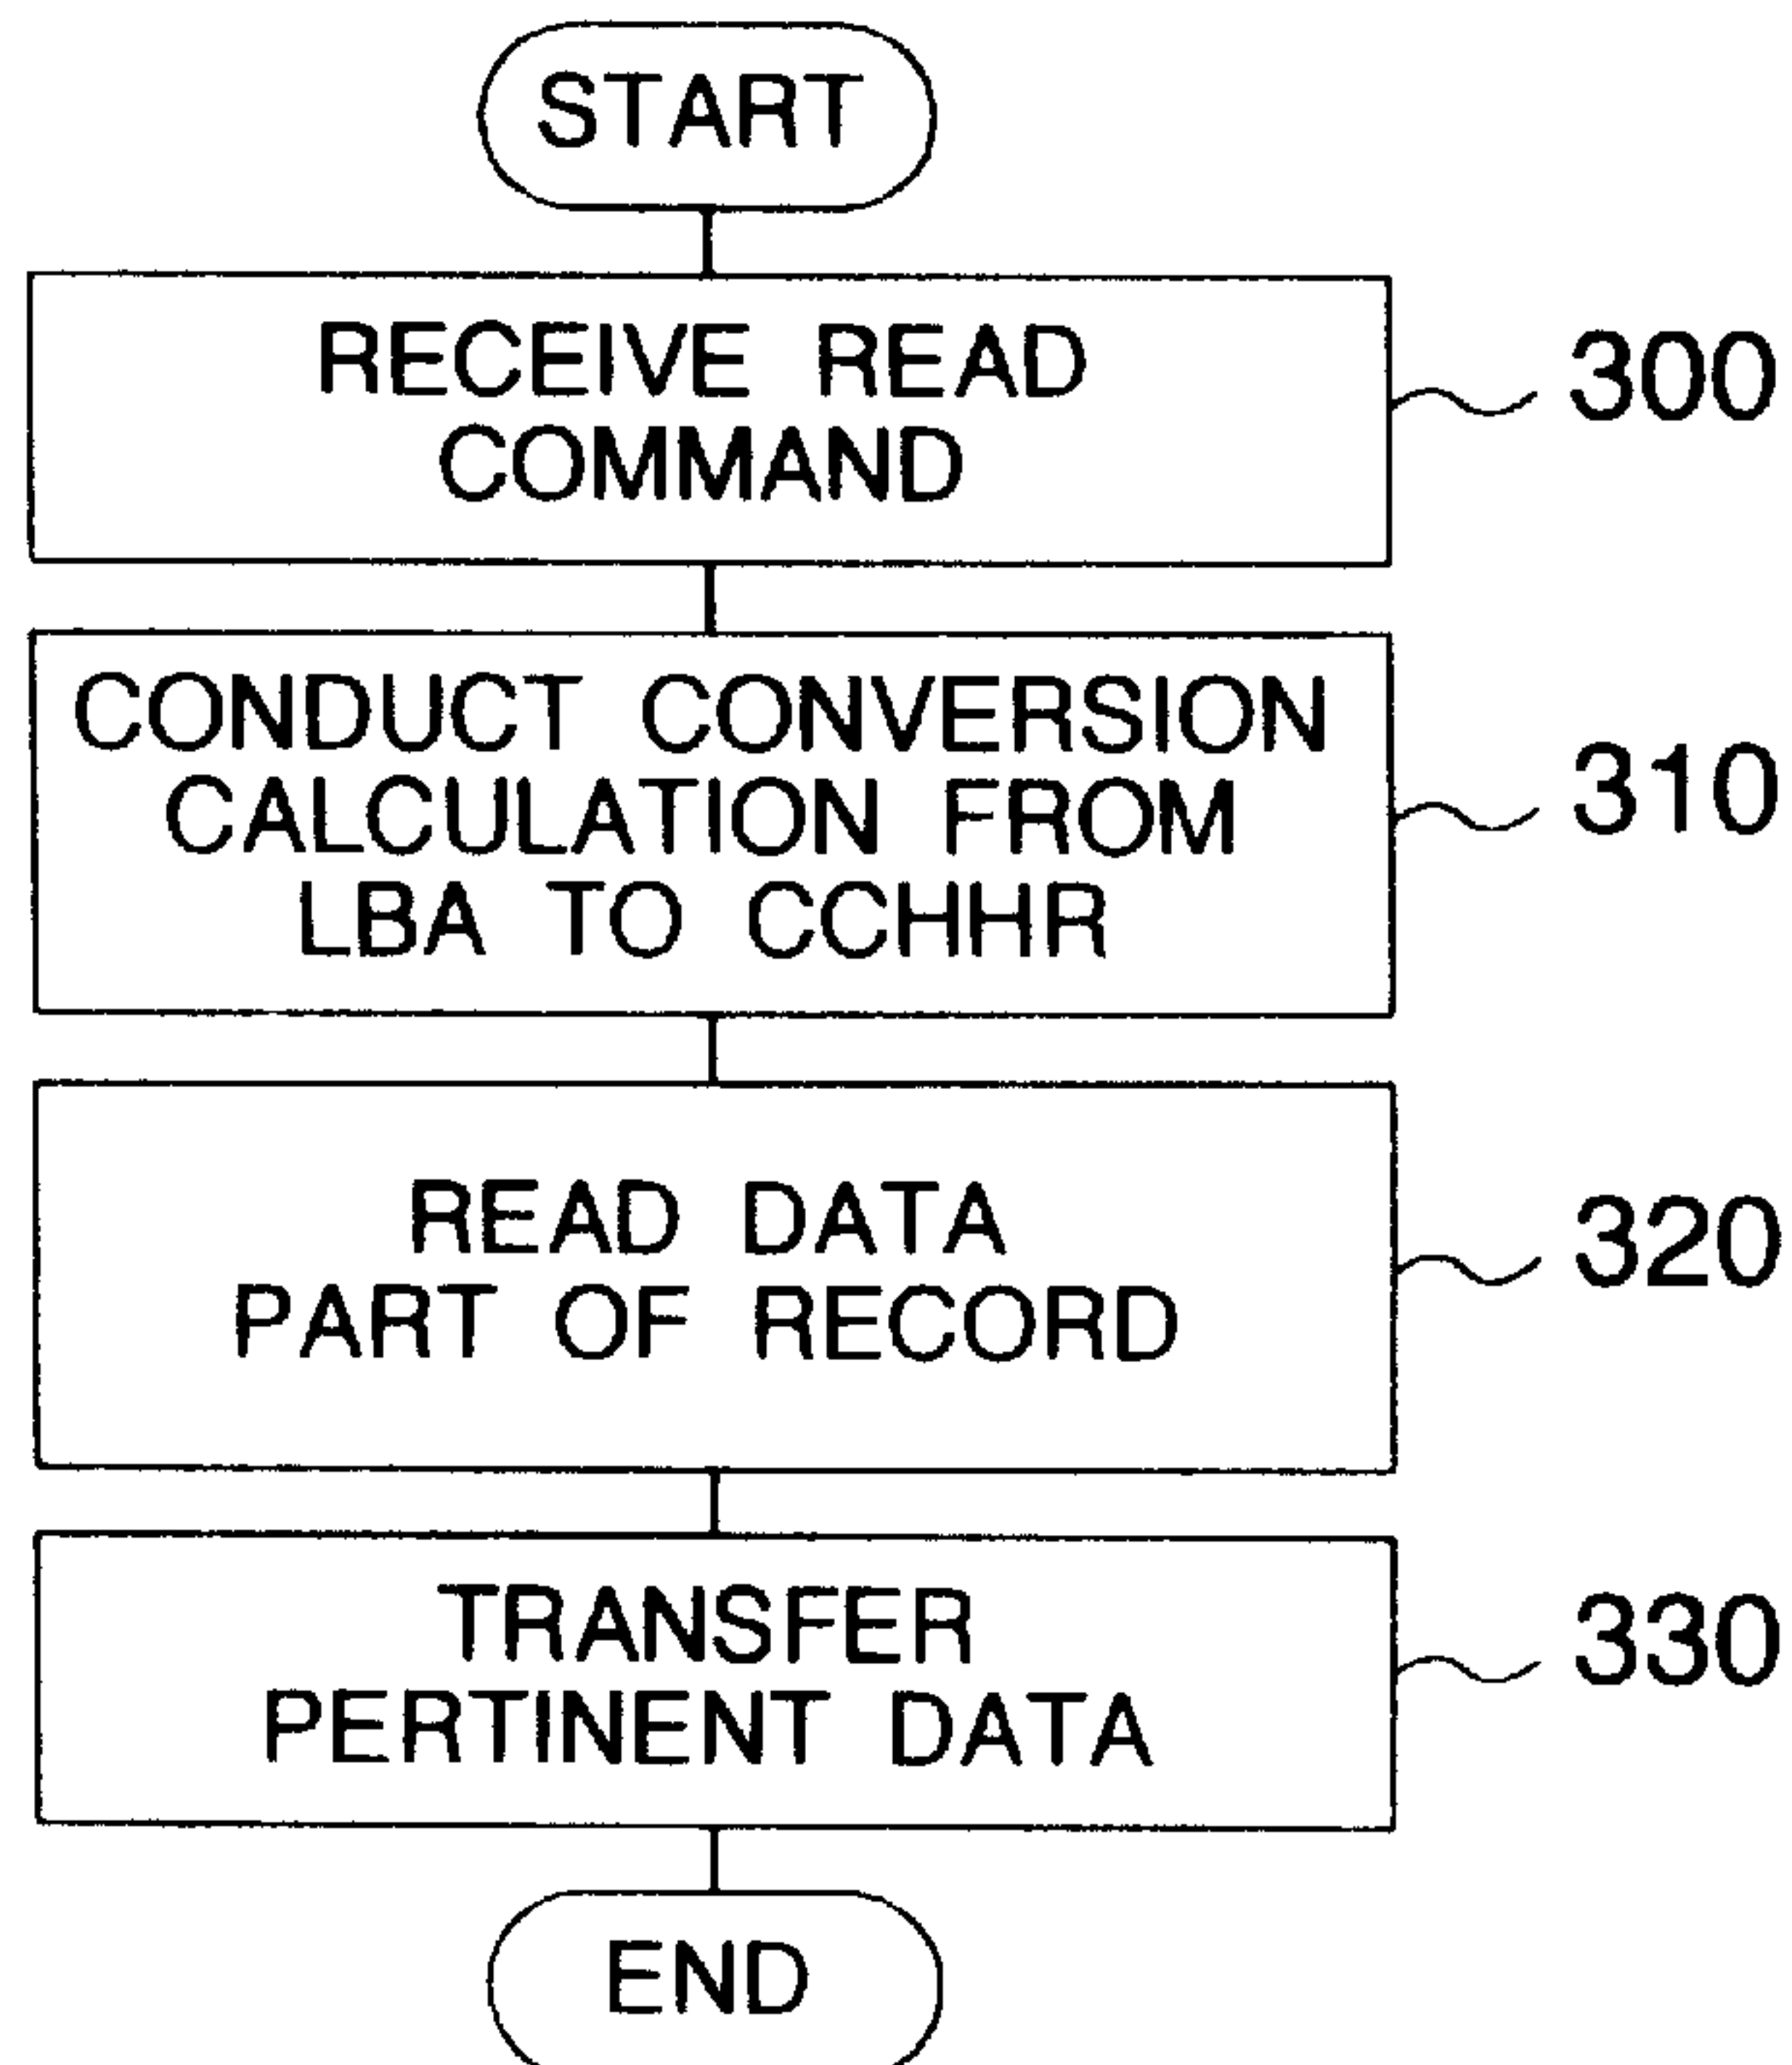 START
RECEIVE READ
COMMAND
300
CONDUCT CONVERSION
CALCULATION FROM
LBA TO CCHHR
310
READ DATA
PART OF RECORD
320
TRANSFER
PERTINENT DATA
330
END